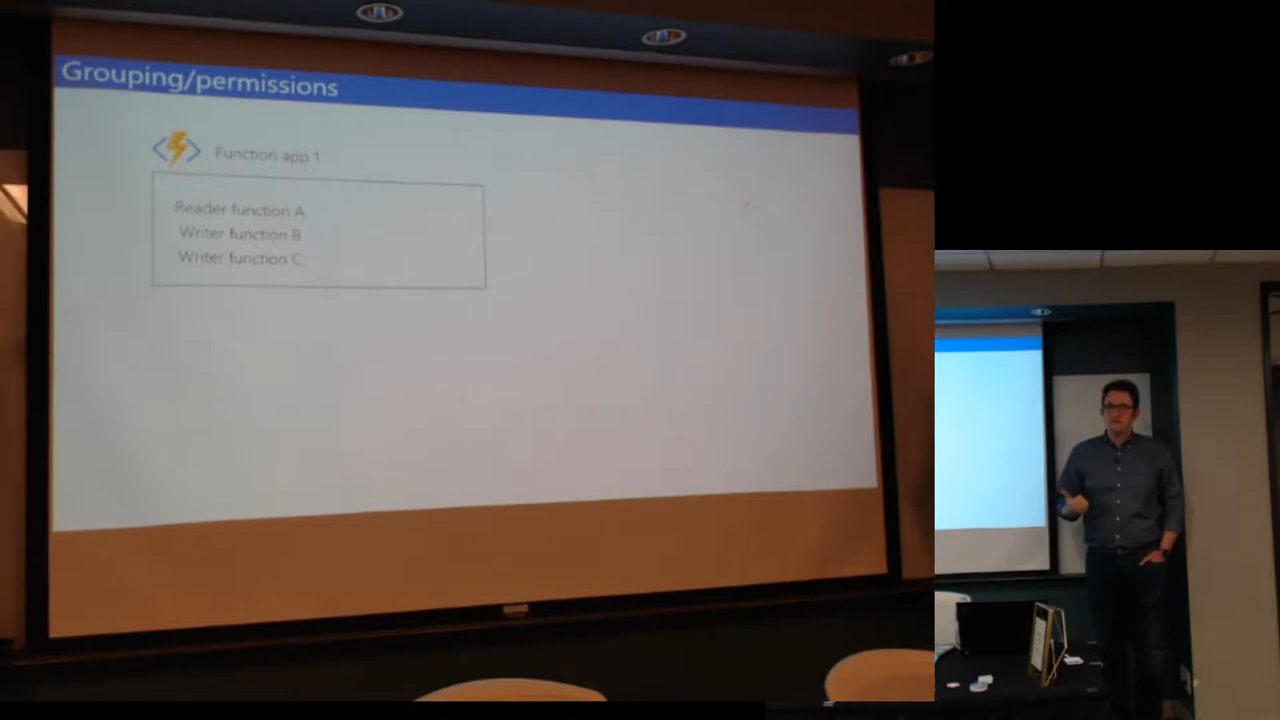 Grouping/permissions
Function app 1
Reader function A
Writer function B
Writer function C